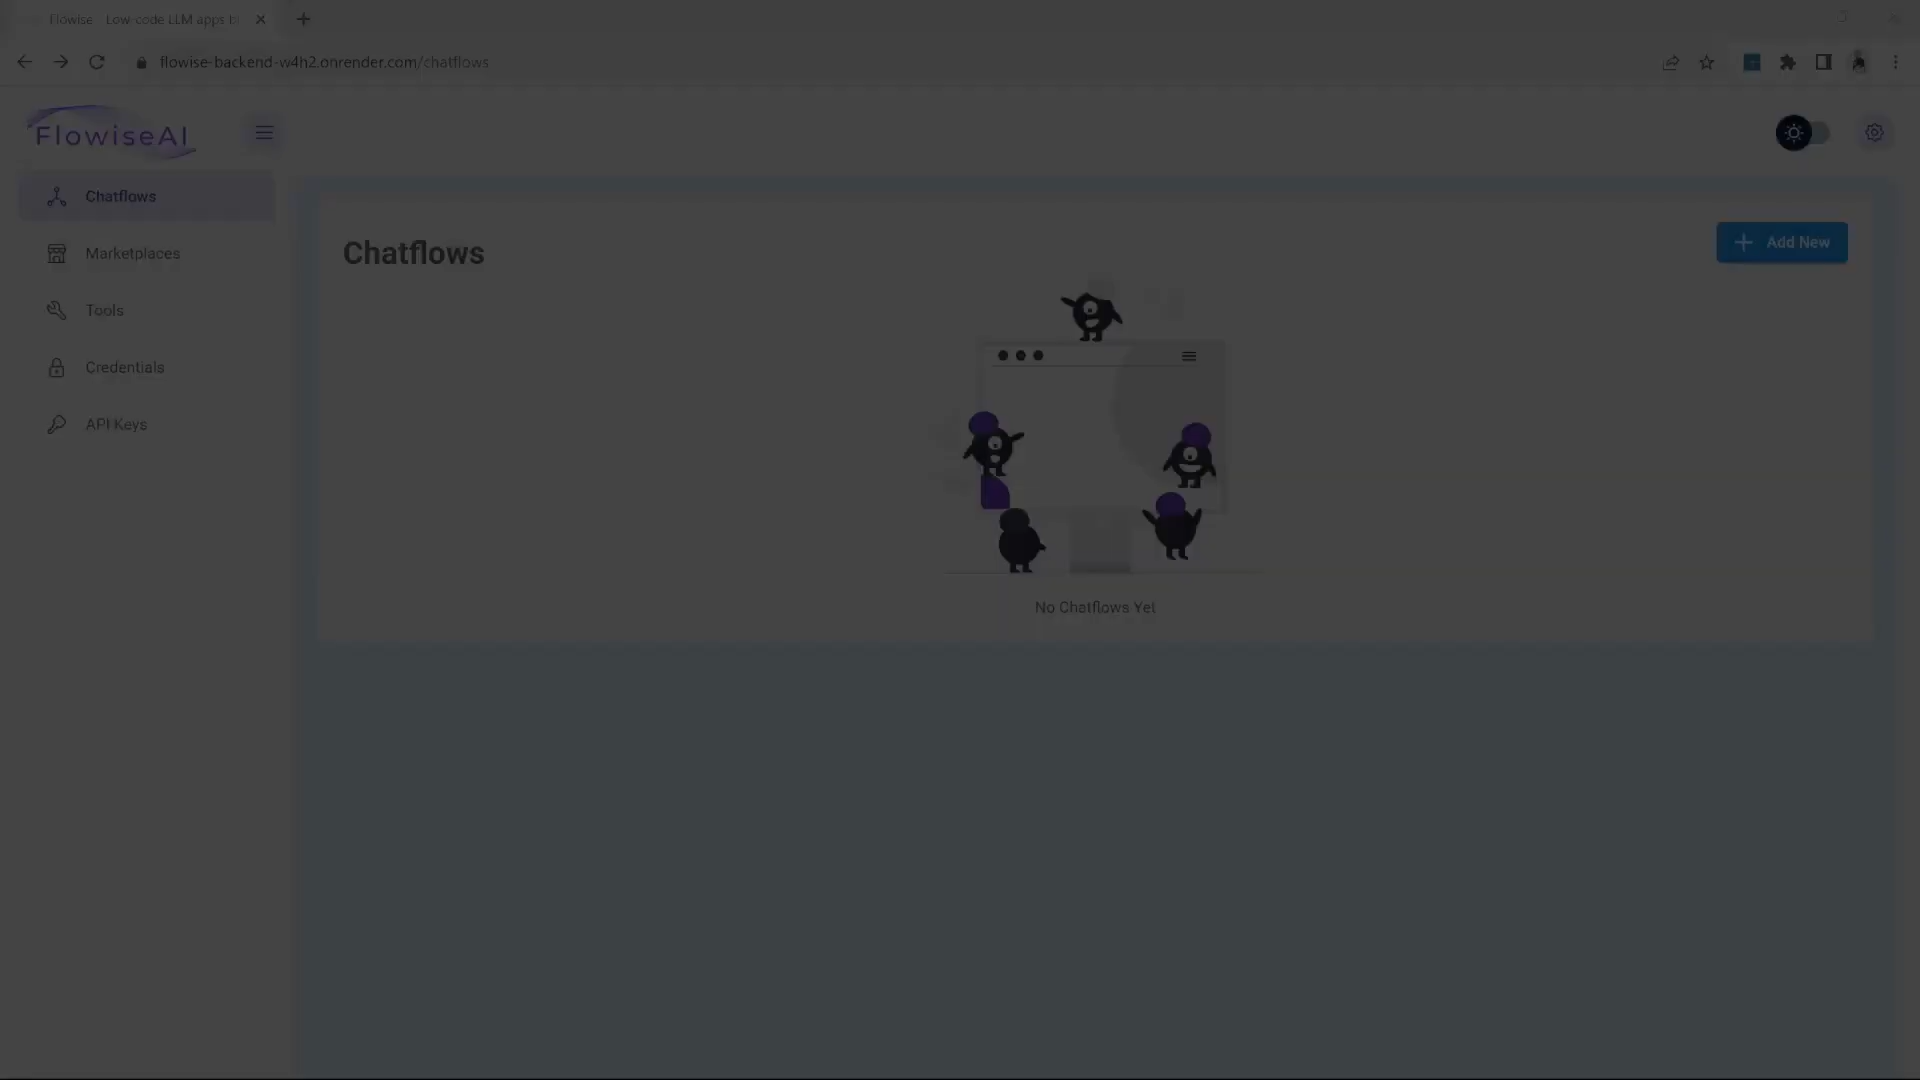 Flowise - Low-code LLM apps b
flowise-backend-w4h2.onrender.com/chatflows
FlowiseAI
Chatflows
Marketplaces
Tools
Credentials
API Keys
Chatflows
Add New
No Chatflows Yet